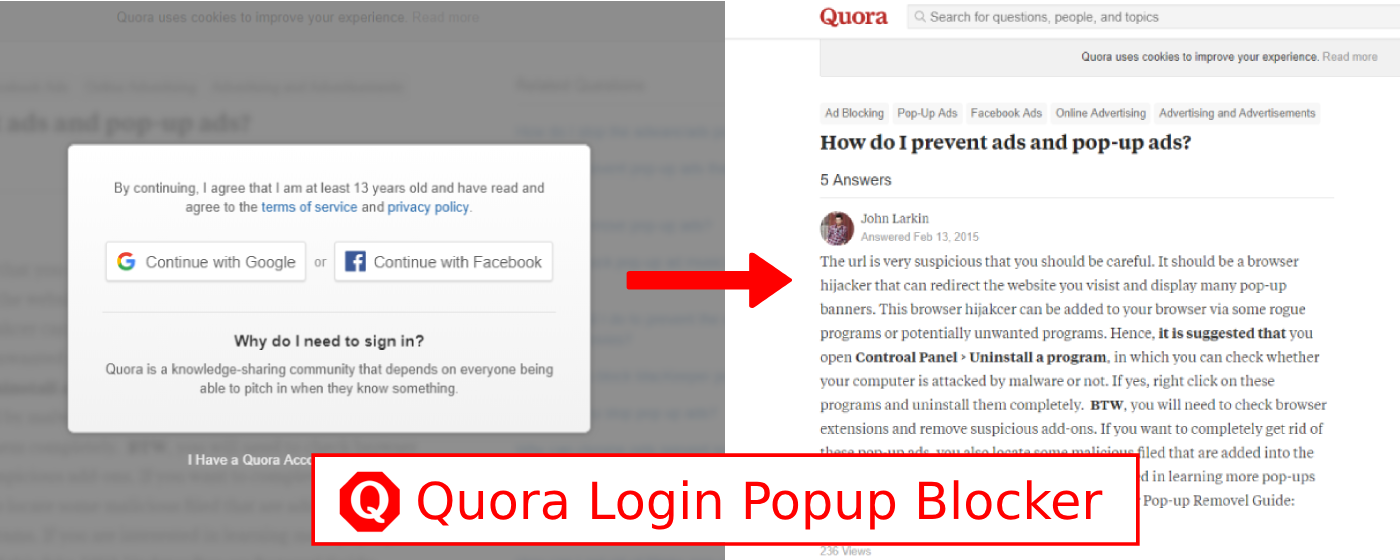 Quora uses cookies to improve your experience. Read more
ads and pop-up ads?
By continuing, I agree that I am at least 13 years old and have read and
agree to the terms of service and privacy policy.
Continue with Google or Continue with Facebook
Why do I need to sign in?
Quora is a knowledge-sharing community that depends on everyone being
able to pitch in when they know something.
I Have a Quora
Quora
Search for questions, people, and topics
Quora uses cookies to improve your experience. Read more
Ad Blocking Pop-Up Ads Facebook Ads Online Advertising Advertising and Advertisements
How do I prevent ads and pop-up ads?
5 Answers
John Larkin
Answered Feb 13, 2015
The url is very suspicious that you should be careful. It should be a browser
hijacker that can redirect the website you visist and display many pop-up
banners. This browser hijakcer can be added to your browser via some rogue
programs or potentially unwanted programs. Hence, it is suggested that you
open Controal Panel > Uninstall a program, in which you can check whether
your computer is attacked by malware or not. If yes, right click on these
programs and uninstall them completely. BTW, you will need to check browser
extensions and remove suspicious add-ons. If you want to completely get rid of
these pop-up ads, you also locate some malicious filed that are added into the
ed in learning more pop-ups
Pop-up Removel Guide:
236 Views
Q Quora Login Popup Blocker